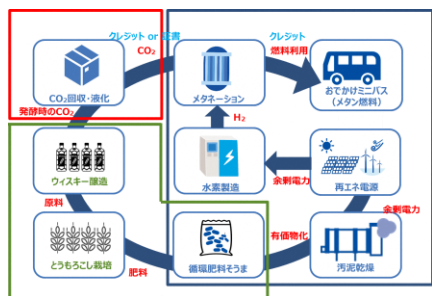 クレジット or 証書
CO₂
クレジット
燃料利用
CO₂回収・液化
メタネーション
おでかけミニバス
（メタン燃料）
発酵時のCO₂
H₂
ウィスキー醸造
水素製造
余剰電力
再エネ電源
余剰電力
原料
有価物化
とうもろこし栽培
肥料
循環肥料そうま
汚泥乾燥